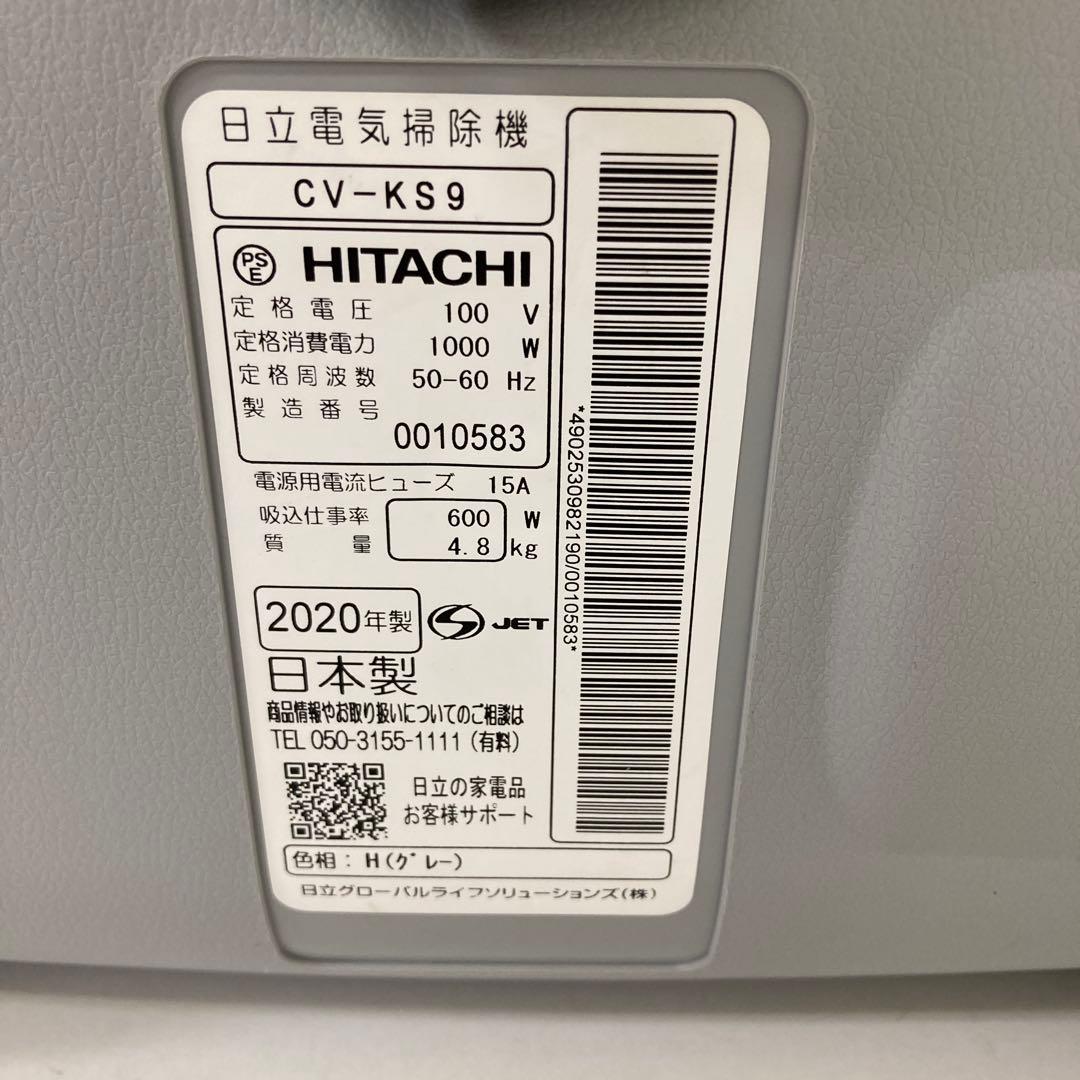 日立電気掃除機
CV-KS9
PS E HITACHI
定格電圧 100 V
定格消費電力 1000 W
定格周波数 50-60 Hz
製造番号
0010583
電源用電流ヒューズ 15A
吸込仕事率 600 W
質量 4.8 kg
2020年製 S JET
日本製
商品情報やお取り扱いについてのご相談は
TEL 050-3155-1111 (有料)
日立の家電品
お客様サポート
色相：H(グレー)
日立グローバルライフソリューションズ(株)
*4902530982190/0010583*